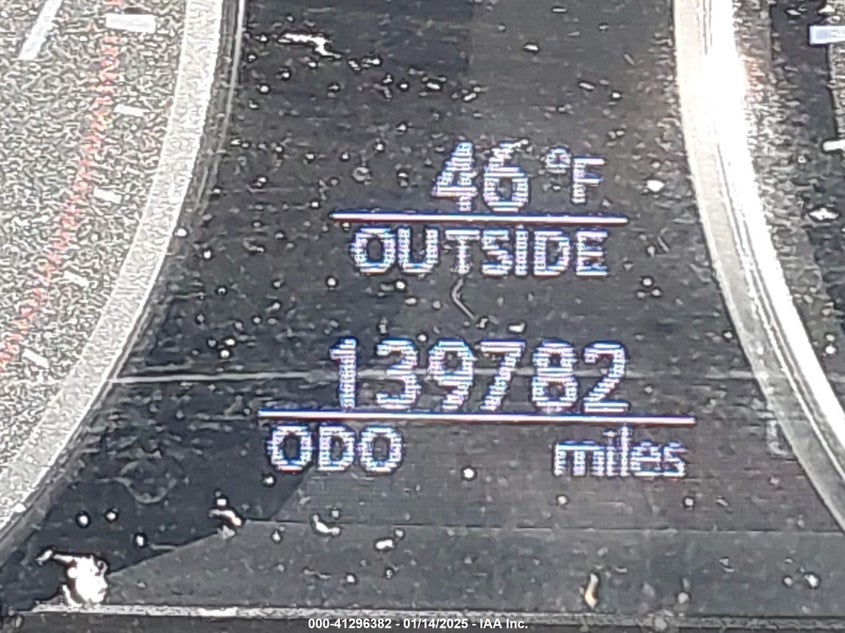 46 °F
OUTSIDE
139782
ODO miles
000-41296382 - 01/14/2025 - IAA Inc.